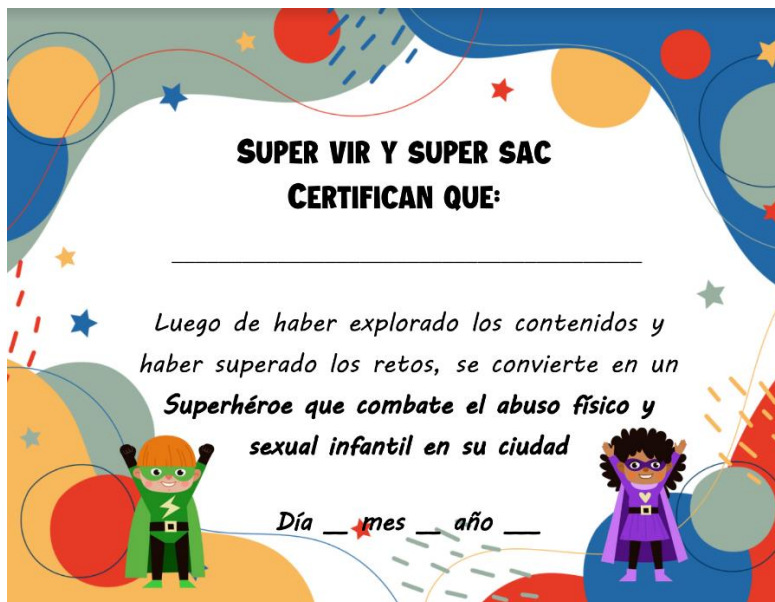 Super vir y super sac
Certifican que:
Luego de haber explorado los contenidos y
haber superado los retos, se convierte en un
Superhéroe que combate el abuso físico y
sexual infantil en su ciudad
Día __ mes __ año ___